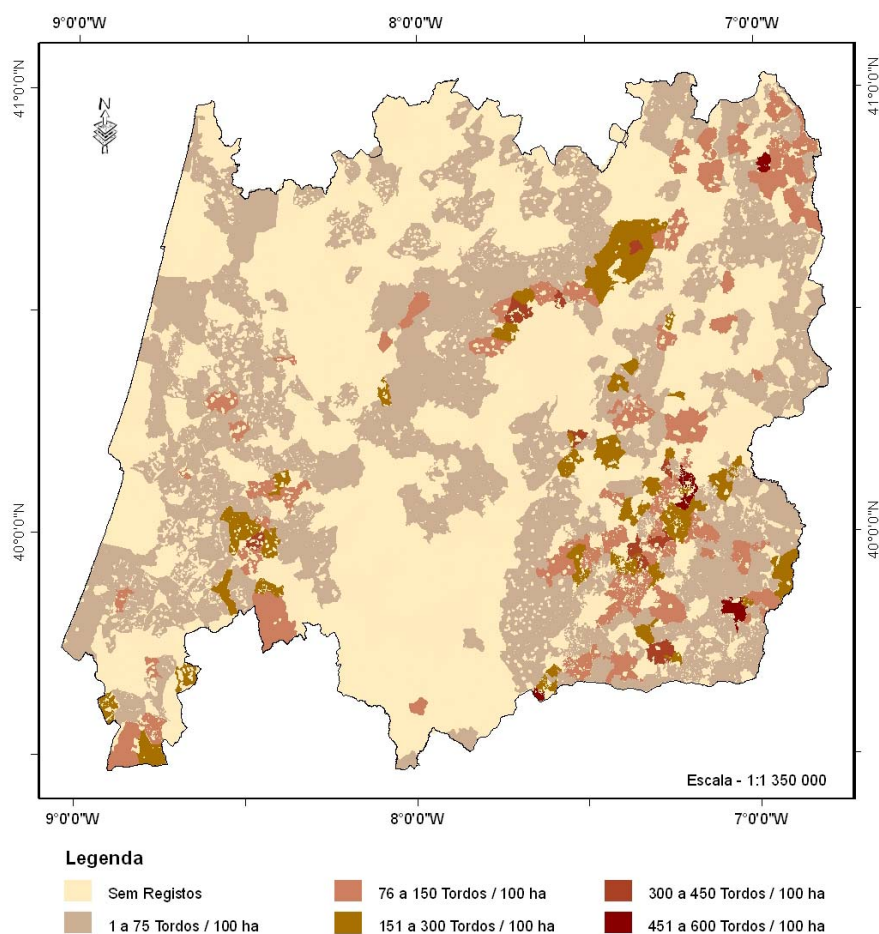 9°0'0"W 8°0'0"W 7°0'0"W
41°0'0"N 41°0'0"N
N
40°0'0"N 40°0'0"N
Escala - 1:1 350 000
9°0'0"W 8°0'0"W 7°0'0"W
Legenda
Sem Registos 76 a 150 Tordos / 100 ha 300 a 450 Tordos / 100 ha
1 a 75 Tordos / 100 ha 151 a 300 Tordos / 100 ha 451 a 600 Tordos / 100 ha